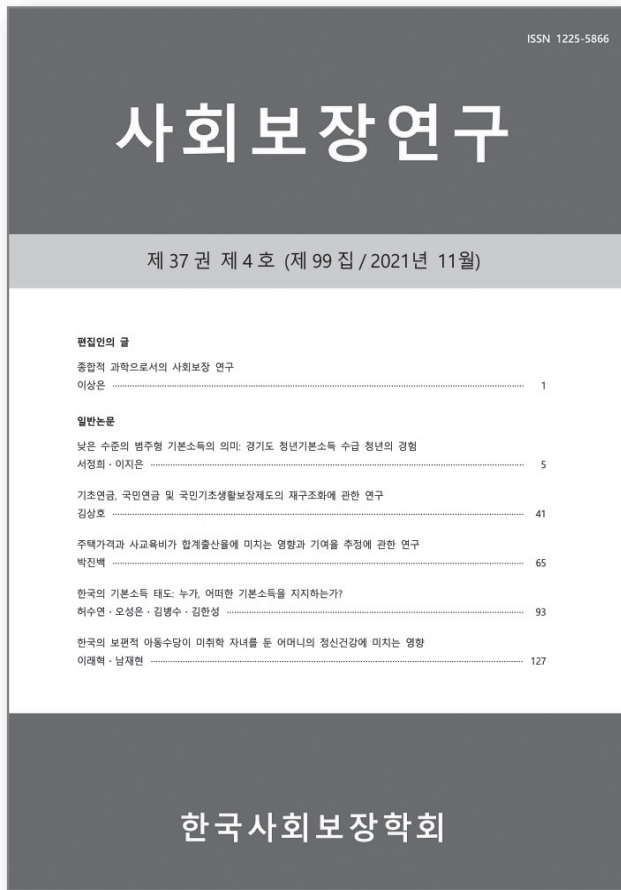 ISSN 1225-5866
사회보장연구
제 37 권 제 4 호 (제 99 집 / 2021년 11월)
편집인의 글
종합적 과학으로서의 사회보장 연구
이상은 1
일반논문
낮은 수준의 범주형 기본소득의 의미: 경기도 청년기본소득 수급 청년의 경험
서정희 · 이지은 5
기초연금, 국민연금 및 국민기초생활보장제도의 재구조화에 관한 연구
김상호 41
주택가격과 사교육비가 합계출산율에 미치는 영향과 기여율 추정에 관한 연구
박진백 65
한국의 기본소득 태도: 누가, 어떠한 기본소득을 지지하는가?
허수연 · 오성은 · 김병수 · 김한성 93
한국의 보편적 아동수당이 미취학 자녀를 둔 어머니의 정신건강에 미치는 영향
이래혁 · 남재현 127
한국사회보장학회